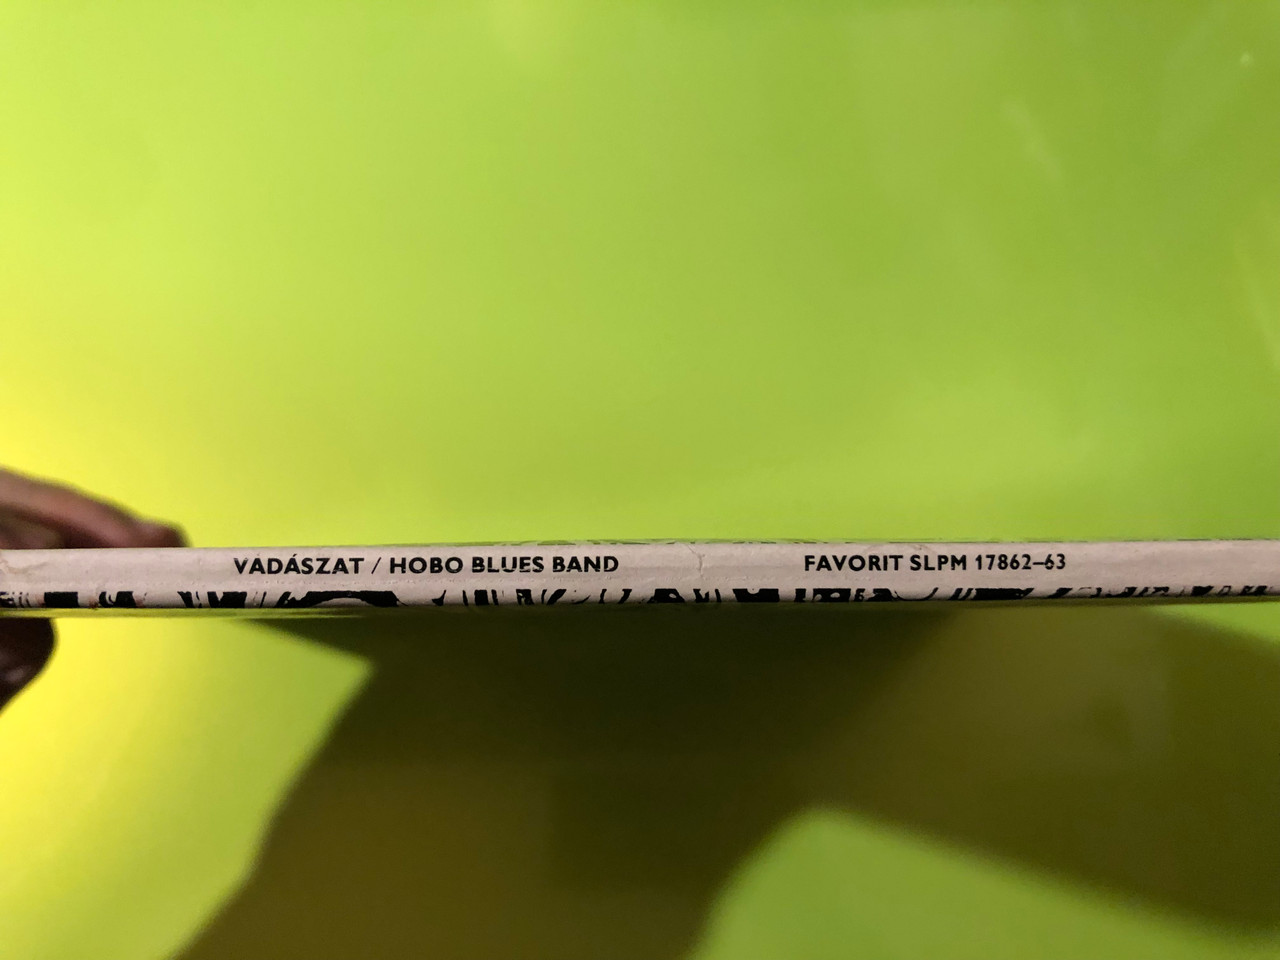 VADÁSZAT / HOBO BLUES BAND FAVORIT SLPM 17862–63